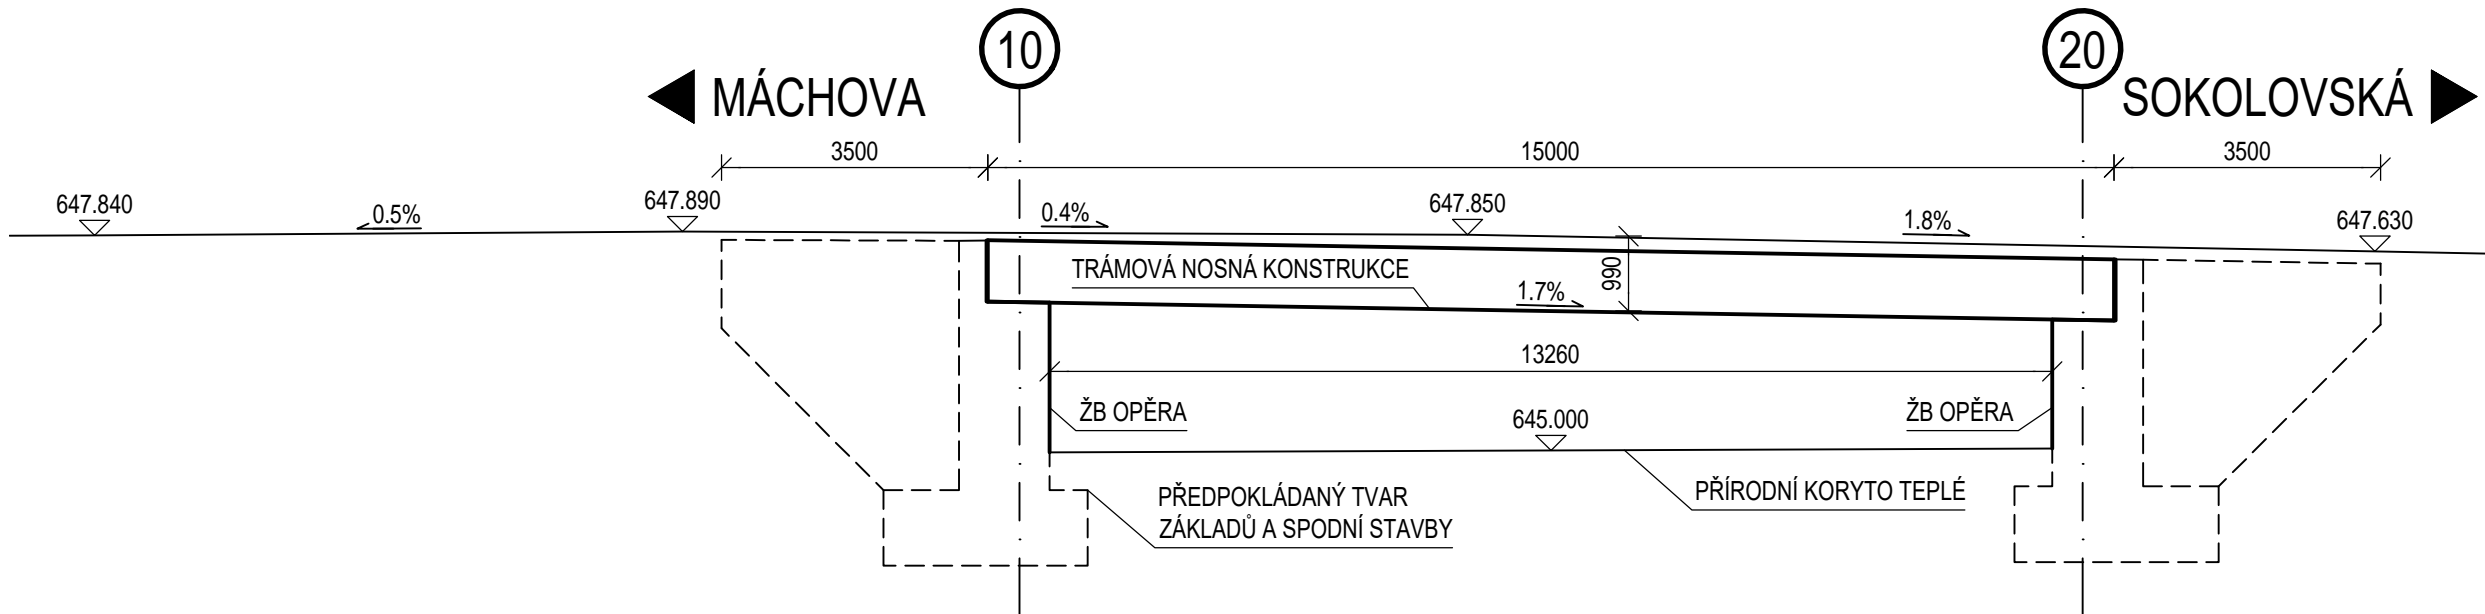 10
20
MÁCHOVA
SOKOLOVSKÁ
3500
15000
3500
647.840
0.5%
647.890
0.4%
647.850
1.8%
647.630
TRÁMOVÁ NOSNÁ KONSTRUKCE
1.7%
990
13260
ŽB OPĚRA
645.000
ŽB OPĚRA
PŘEDPOKLÁDANÝ TVAR
ZÁKLADŮ A SPODNÍ STAVBY
PŘÍRODNÍ KORYTO TEPLÉ